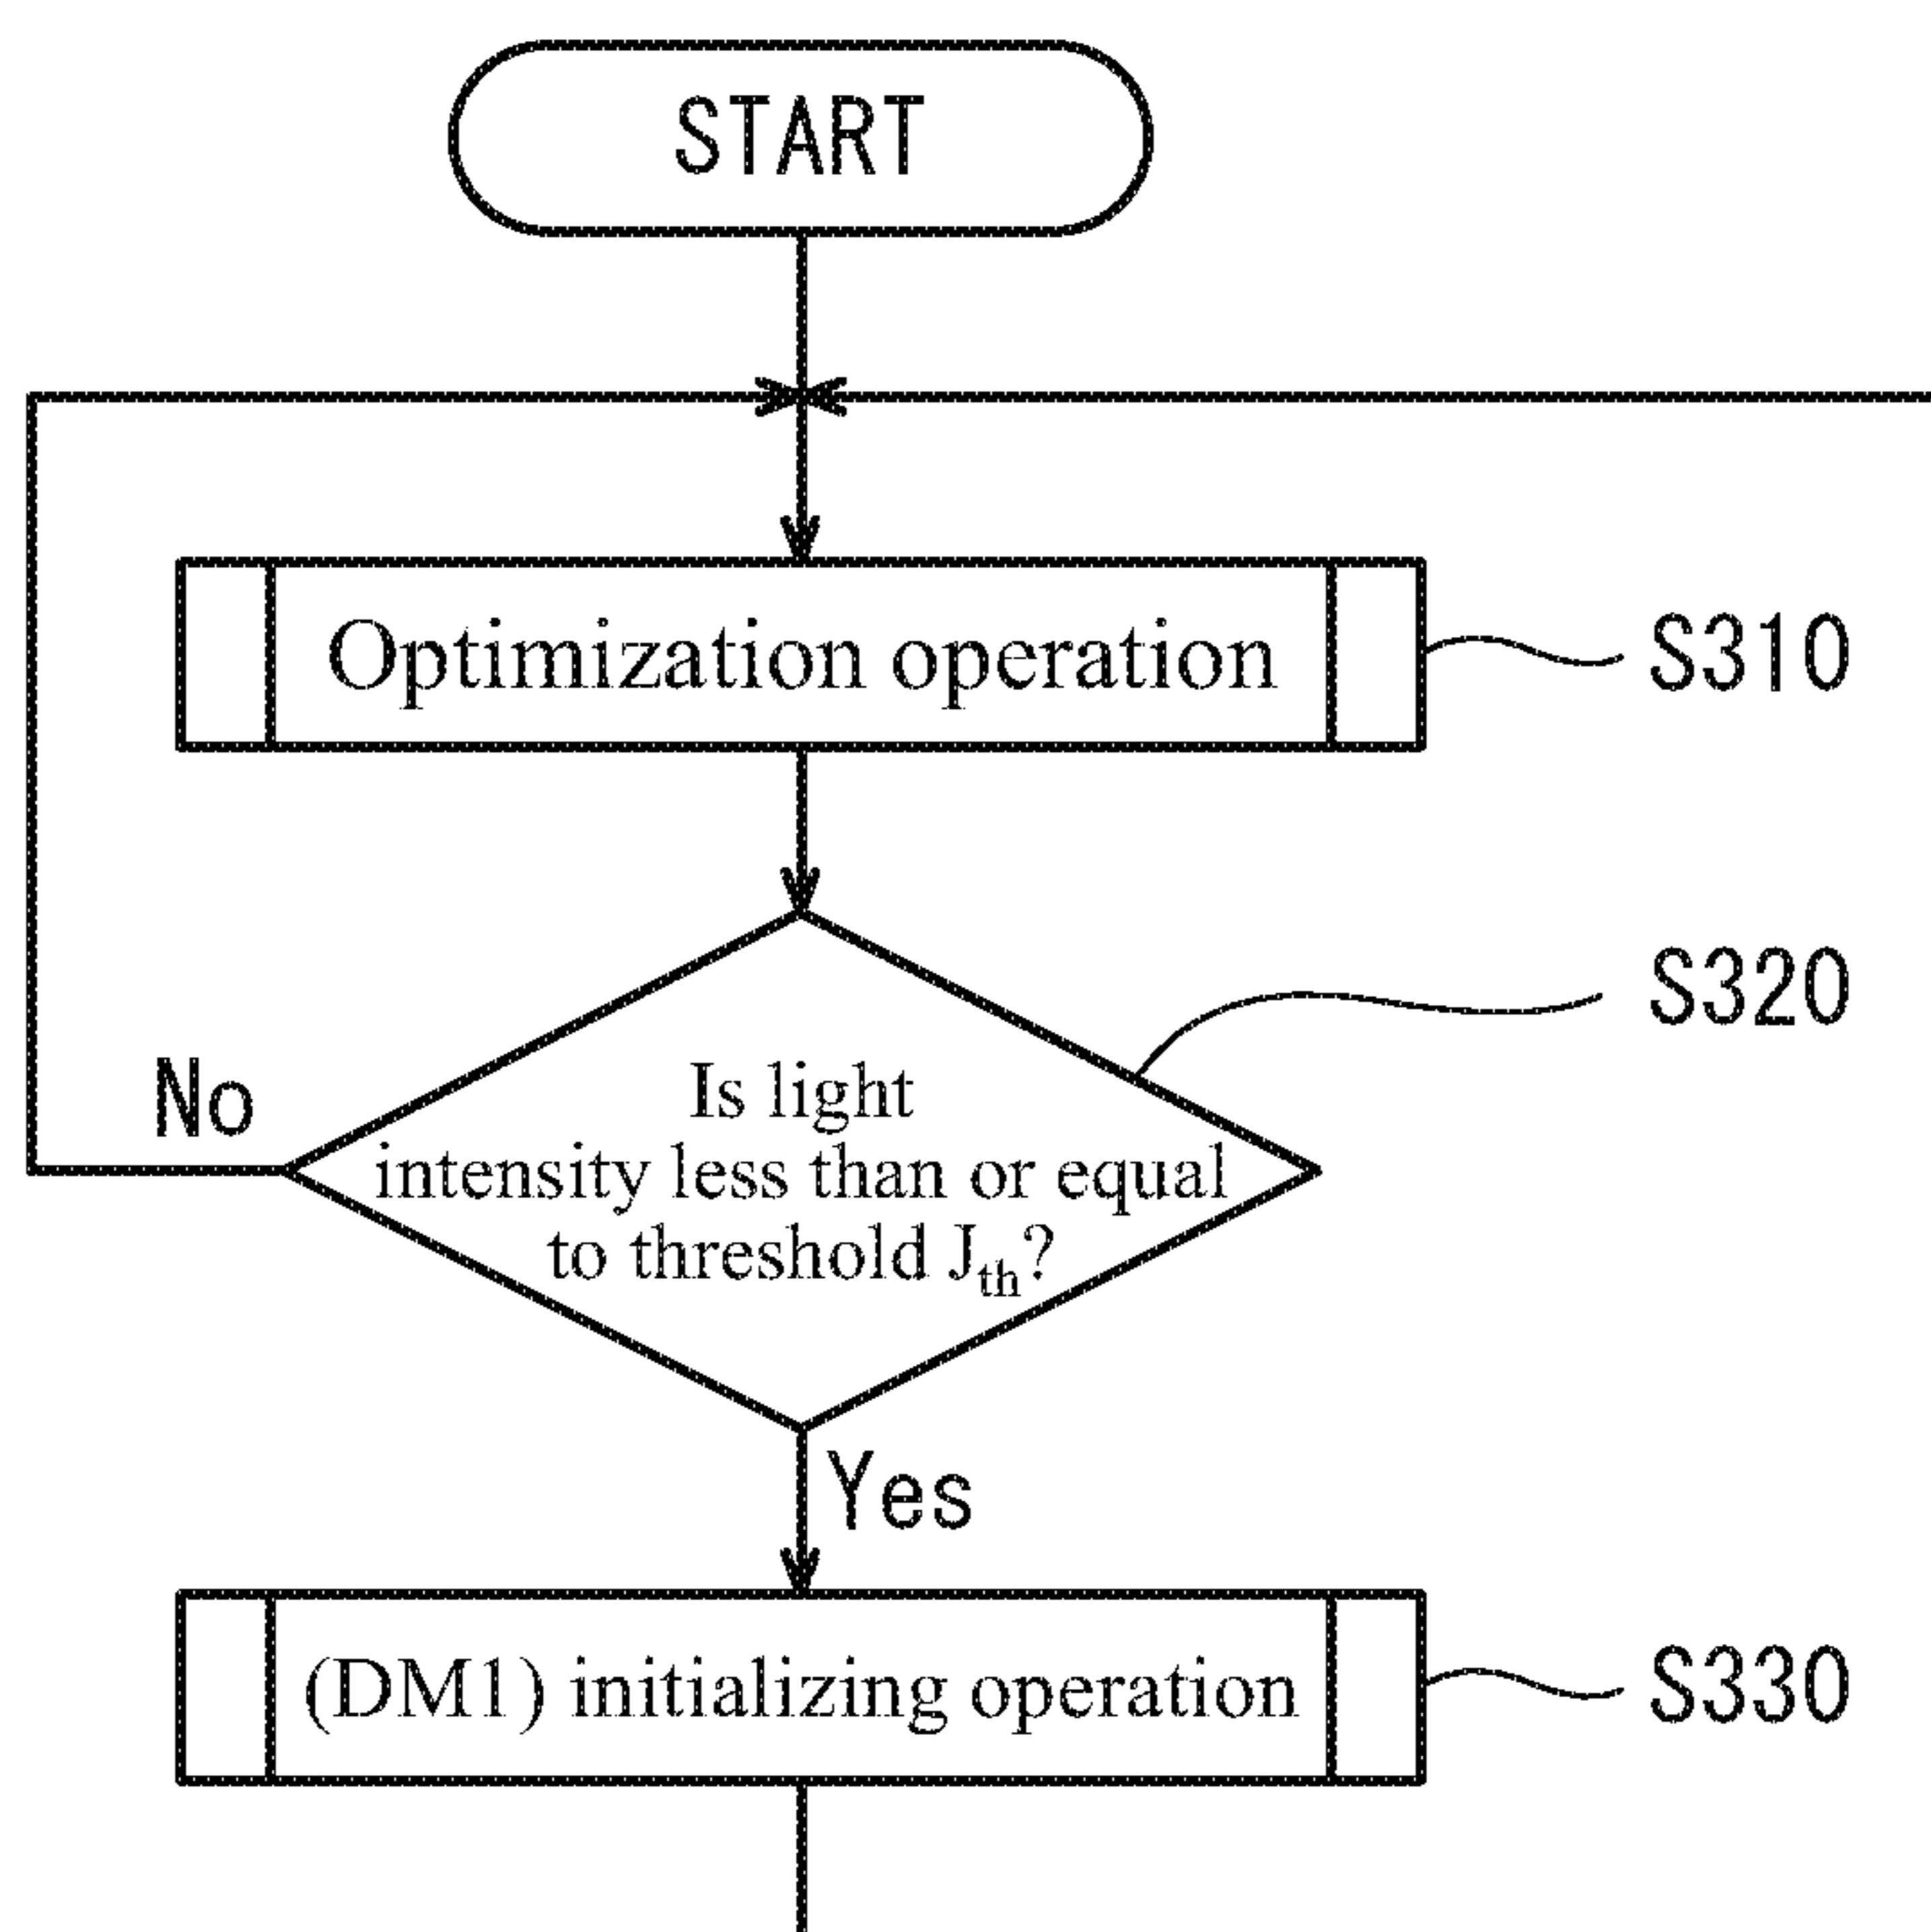 START
Optimization operation
S310
S320
No
Is light
intensity less than or equal
to threshold Jth?
Yes
(DM1) initializing operation
S330